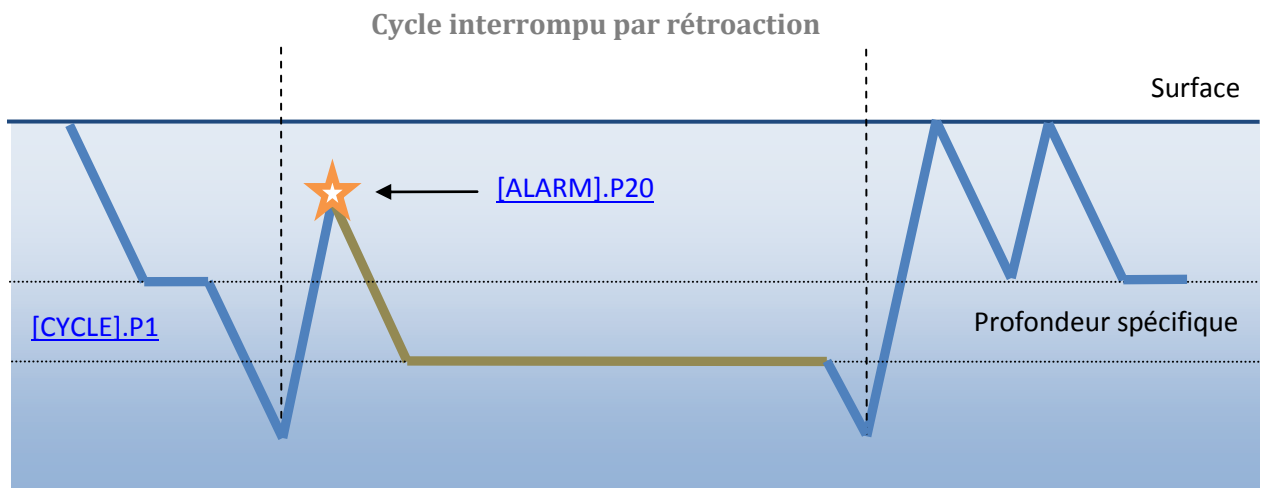 Cycle interrompu par rétroaction
Surface
[ALARM].P20
[CYCLE].P1
Profondeur spécifique